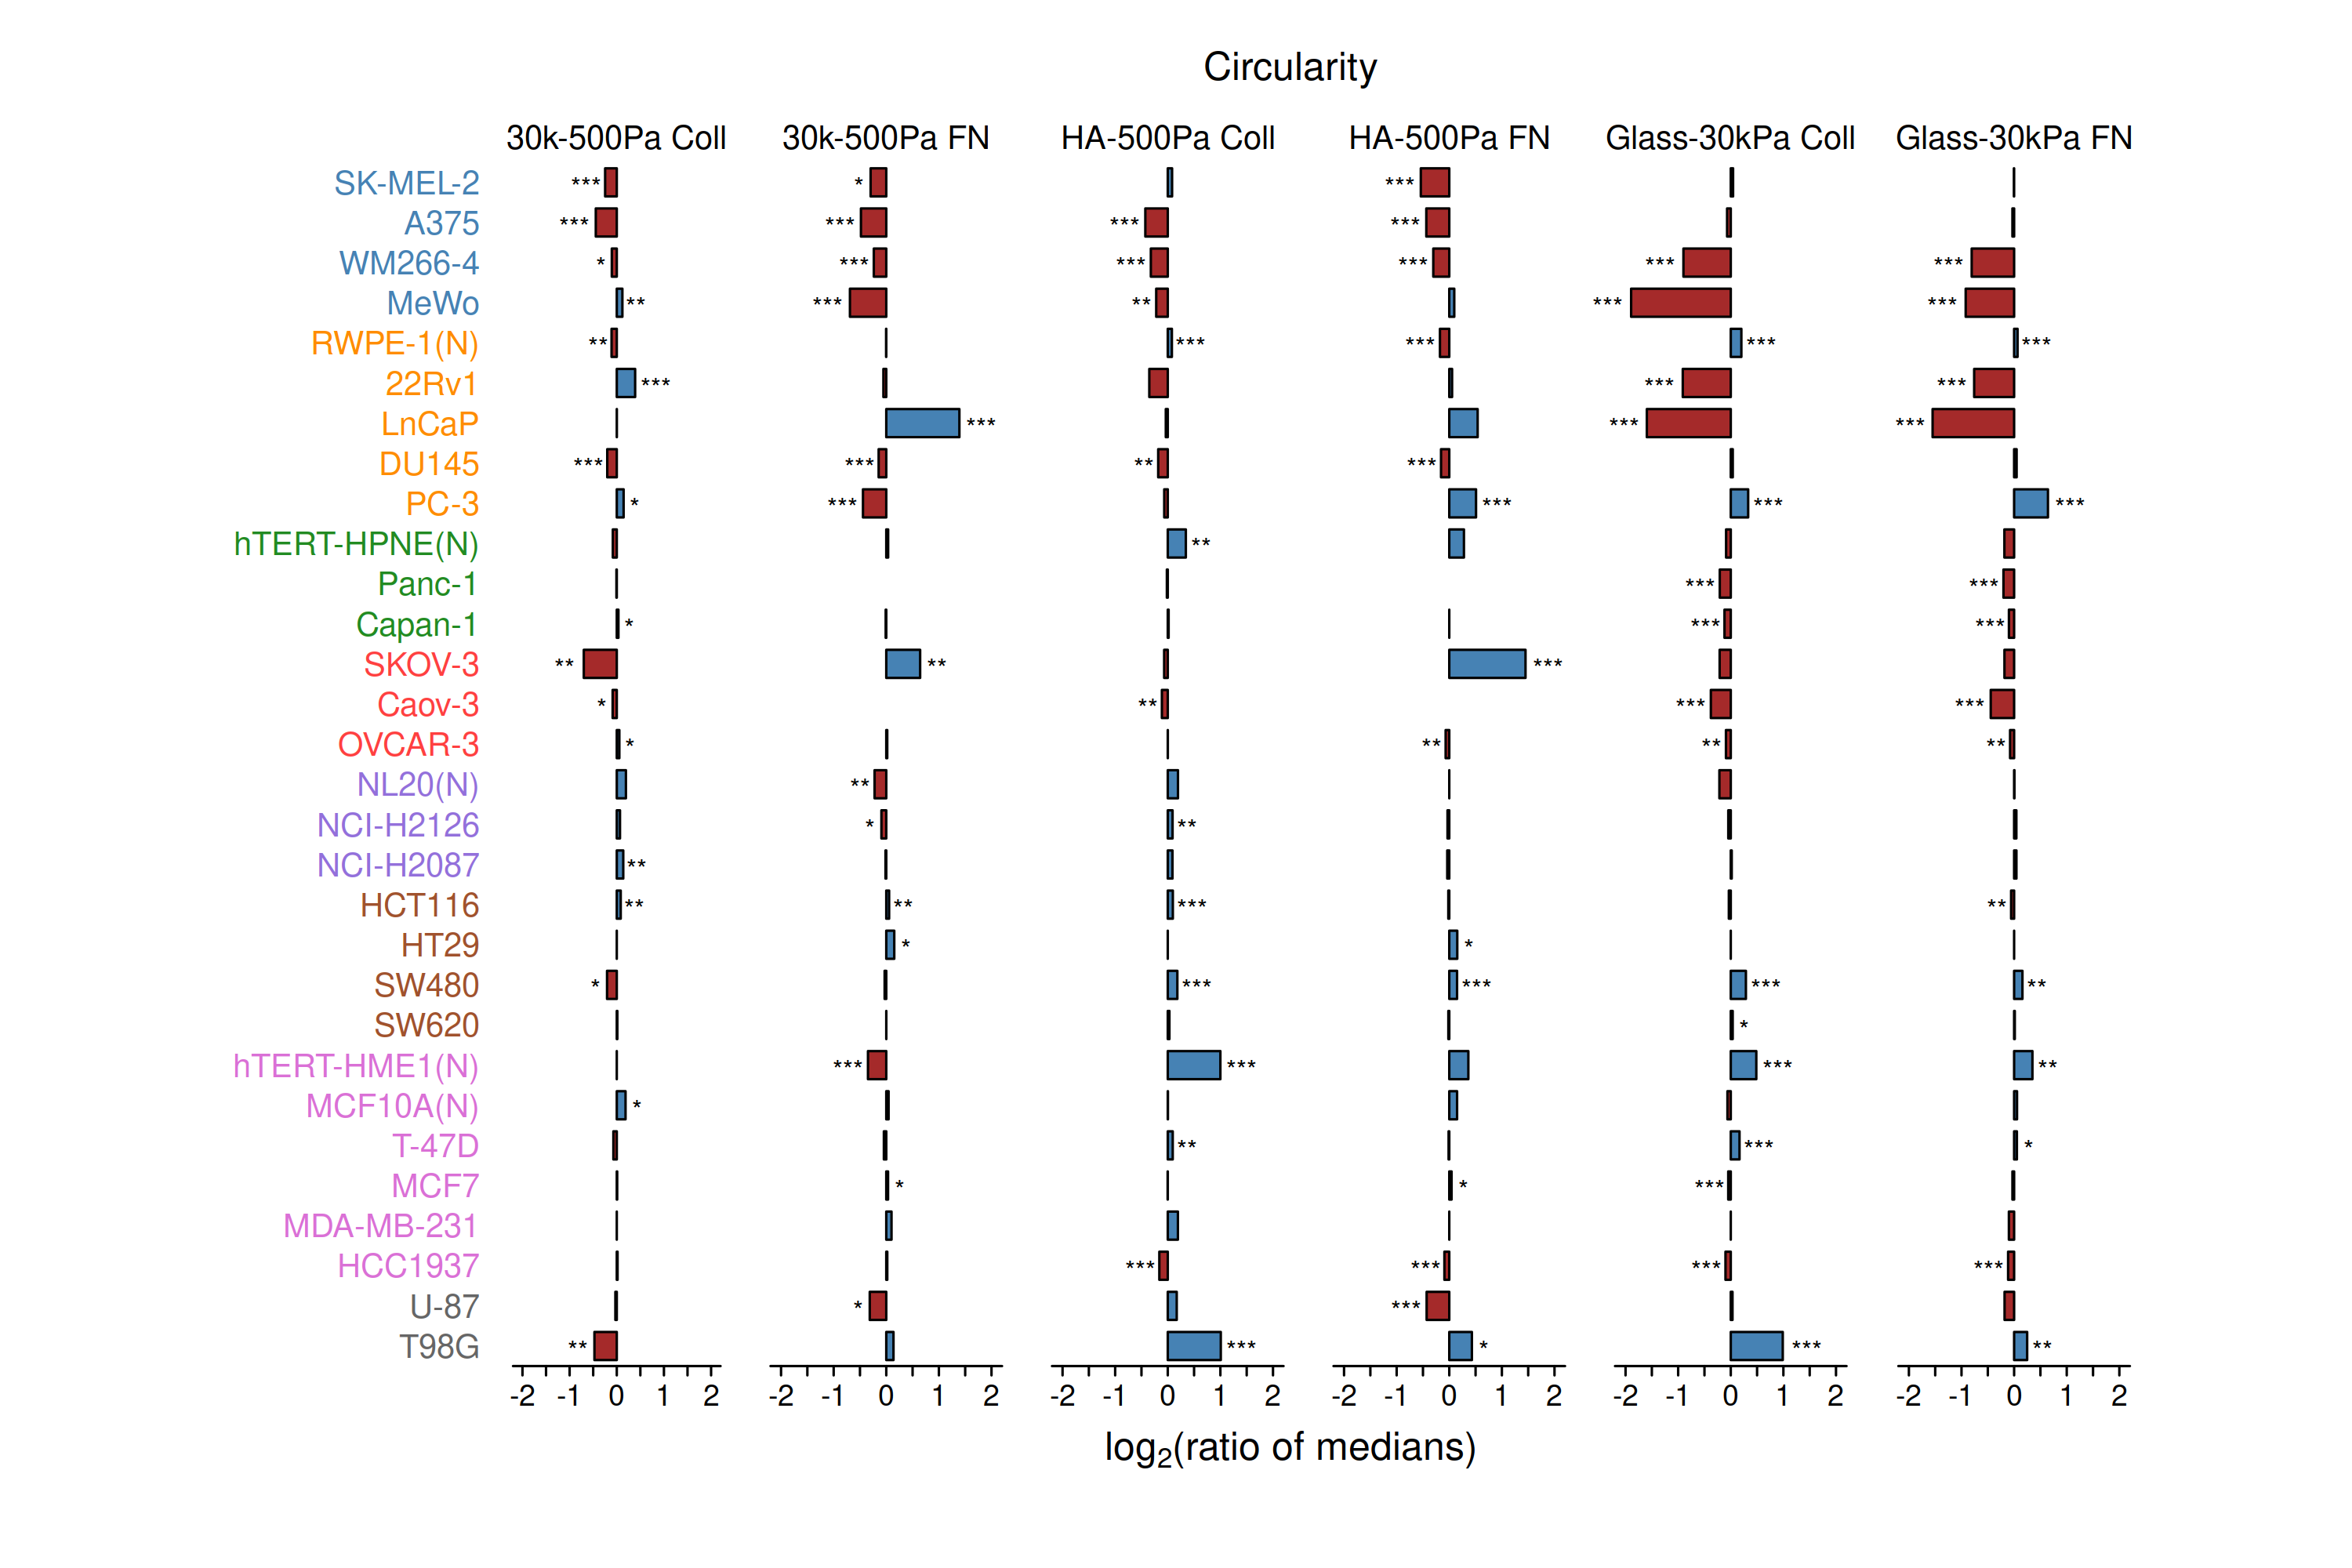 Circularity
30k-500Pa Coll 30k-500Pa FN HA-500Pa Coll HA-500Pa FN Glass-30kPa Coll Glass-30kPa FN
SK-MEL-2 *** * ***
A375 *** *** *** ***
WM266-4 * *** *** *** *** ***
MeWo ** *** ** *** ***
RWPE-1(N) ** *** *** *** ***
22Rv1 *** *** ***
LnCaP *** *** ***
DU145 *** *** ** ***
PC-3 * *** *** *** ***
hTERT-HPNE(N) **
Panc-1 *** ***
Capan-1 * *** ***
SKOV-3 ** ** ***
Caov-3 * ** *** ***
OVCAR-3 * ** ** **
NL20(N) **
NCI-H2126 * **
NCI-H2087 **
HCT116 ** ** *** **
HT29 * *
SW480 * *** *** *** **
SW620 *
hTERT-HME1(N) *** *** *** **
MCF10A(N) *
T-47D ** *** *
MCF7 * * ***
MDA-MB-231
HCC1937 *** *** *** ***
U-87 * ***
T98G ** *** * *** **
-2 -1 0 1 2 -2 -1 0 1 2 -2 -1 0 1 2 -2 -1 0 1 2 -2 -1 0 1 2 -2 -1 0 1 2
log2(ratio of medians)